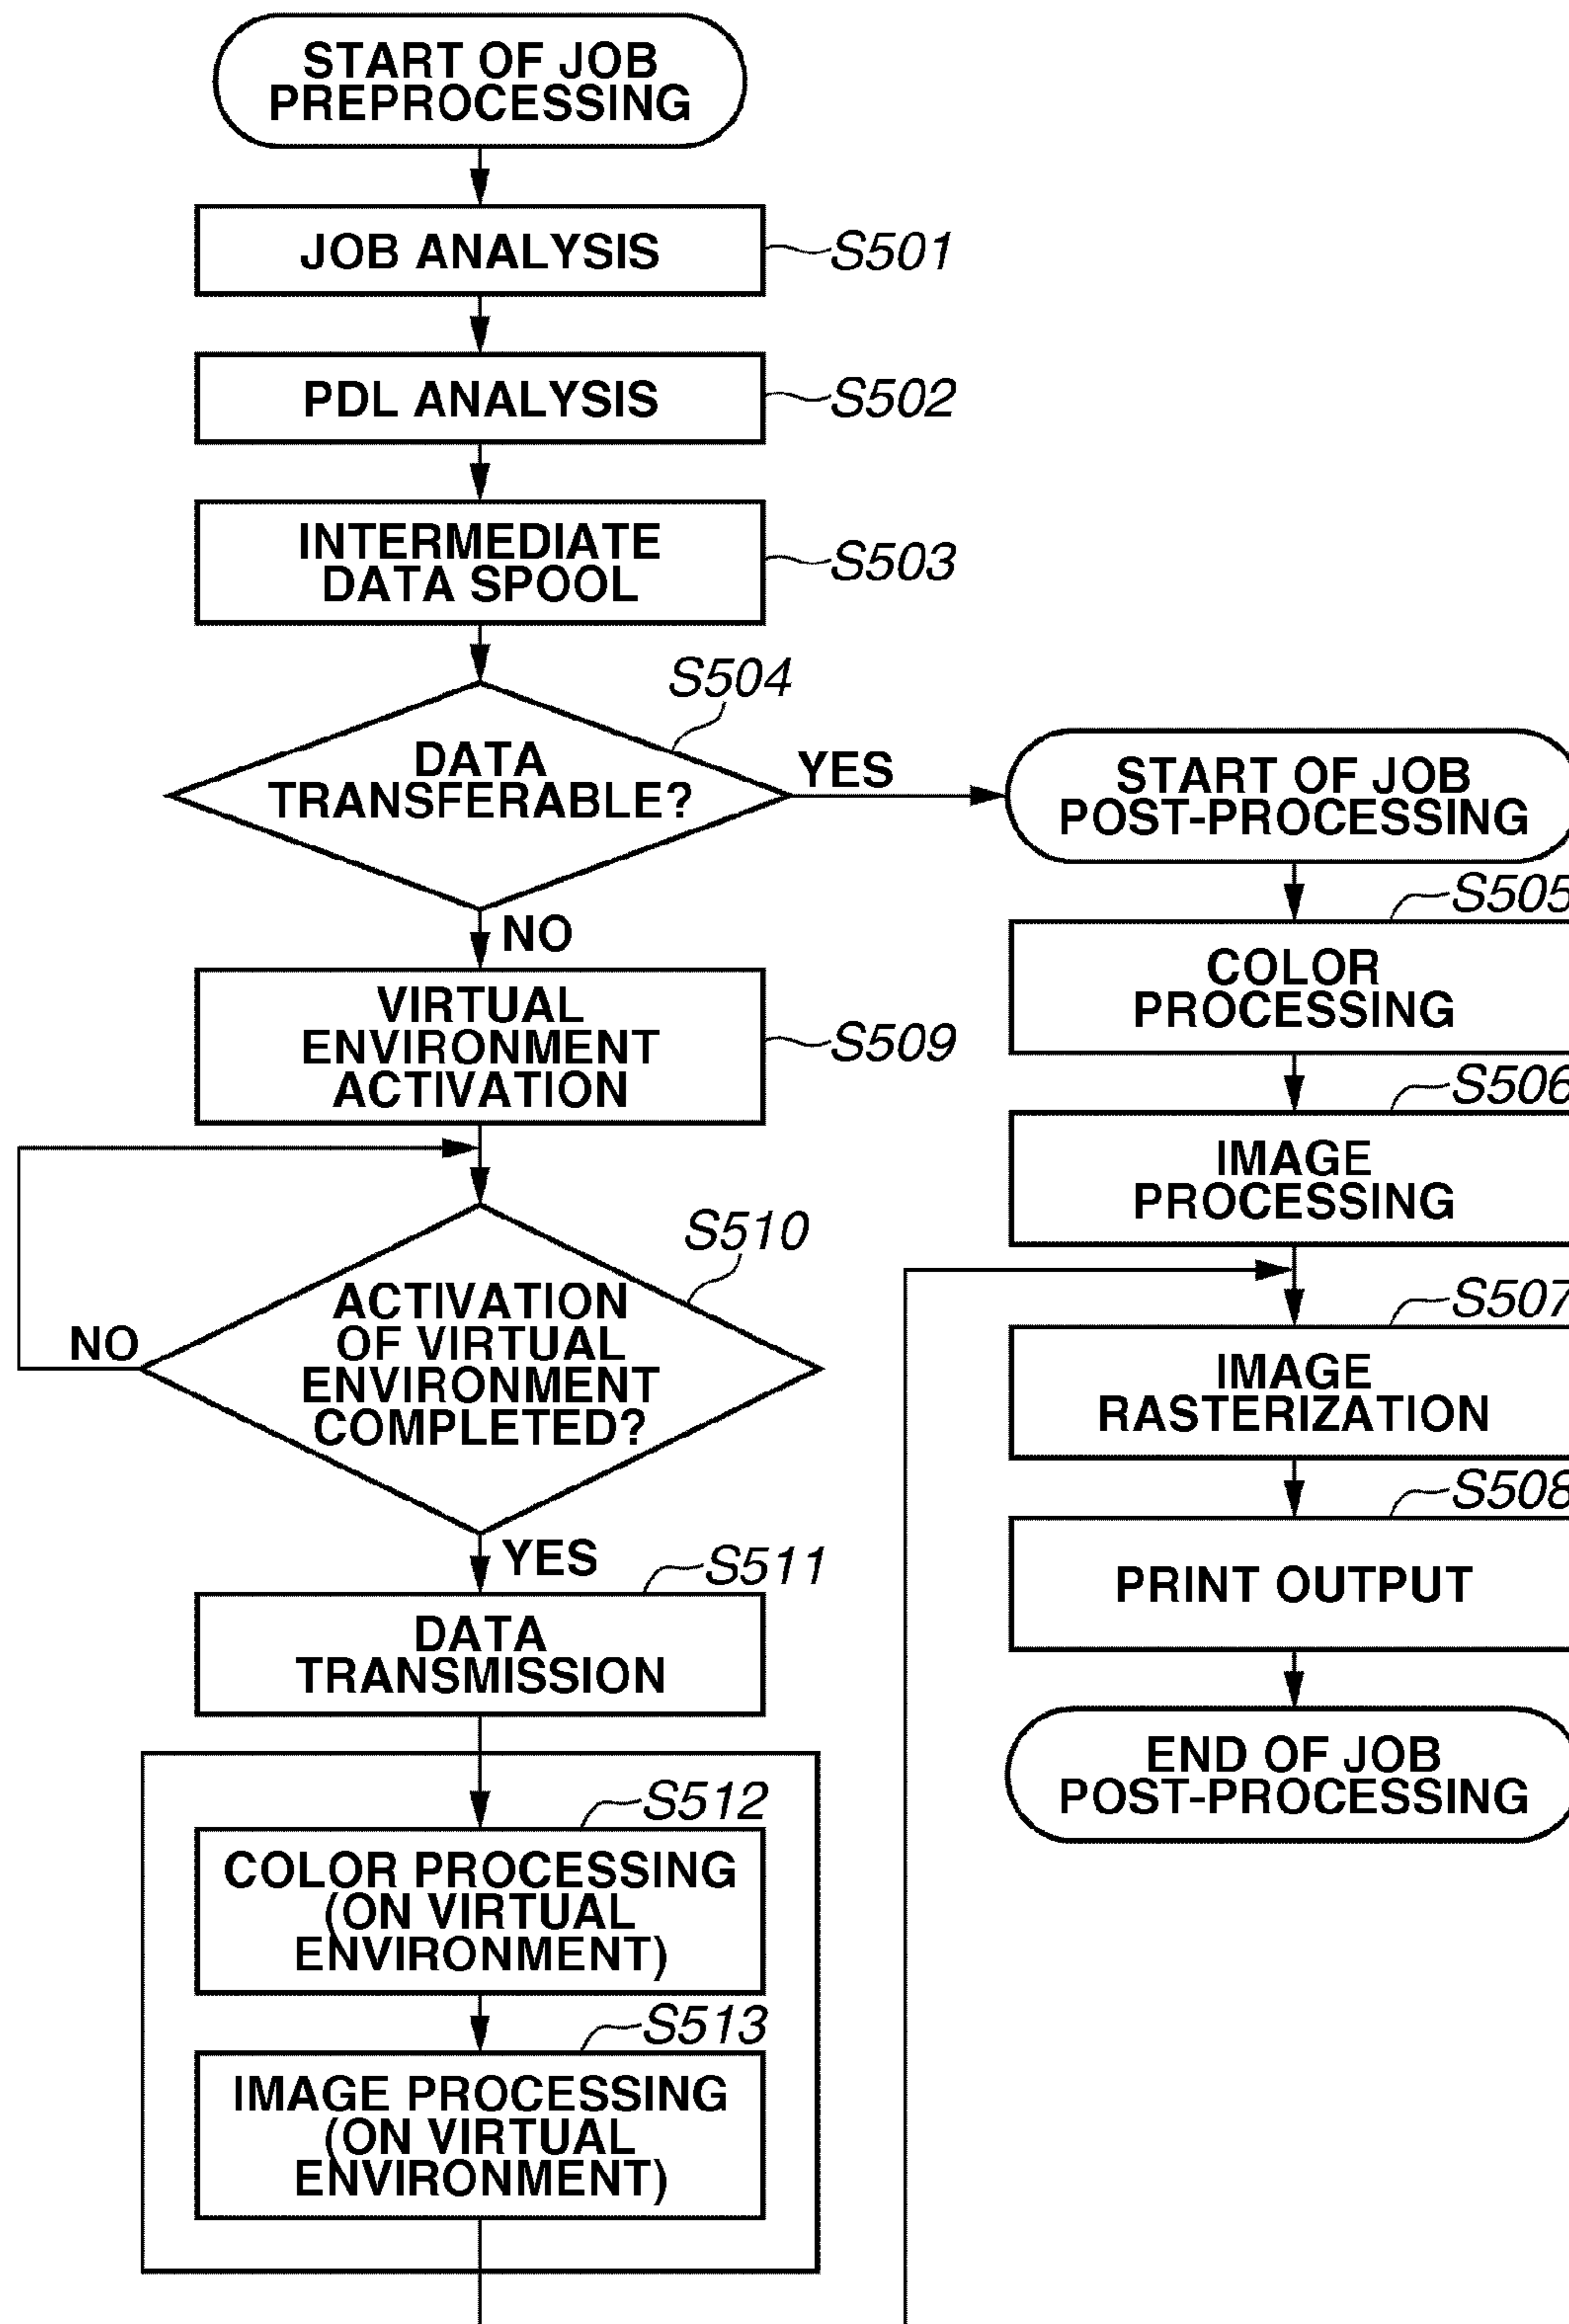 START OF JOB
PREPROCESSING
JOB ANALYSIS
S501
PDL ANALYSIS
S502
INTERMEDIATE
DATA SPOOL
S503
S504
DATA
TRANSFERABLE?
YES
NO
VIRTUAL
ENVIRONMENT
ACTIVATION
S509
S510
ACTIVATION
OF VIRTUAL
ENVIRONMENT
COMPLETED?
NO
YES
S511
DATA
TRANSMISSION
S512
COLOR PROCESSING
(ON VIRTUAL
ENVIRONMENT)
S513
IMAGE PROCESSING
(ON VIRTUAL
ENVIRONMENT)
START OF JOB
POST-PROCESSING
S505
COLOR
PROCESSING
S506
IMAGE
PROCESSING
S507
IMAGE
RASTERIZATION
S508
PRINT OUTPUT
END OF JOB
POST-PROCESSING